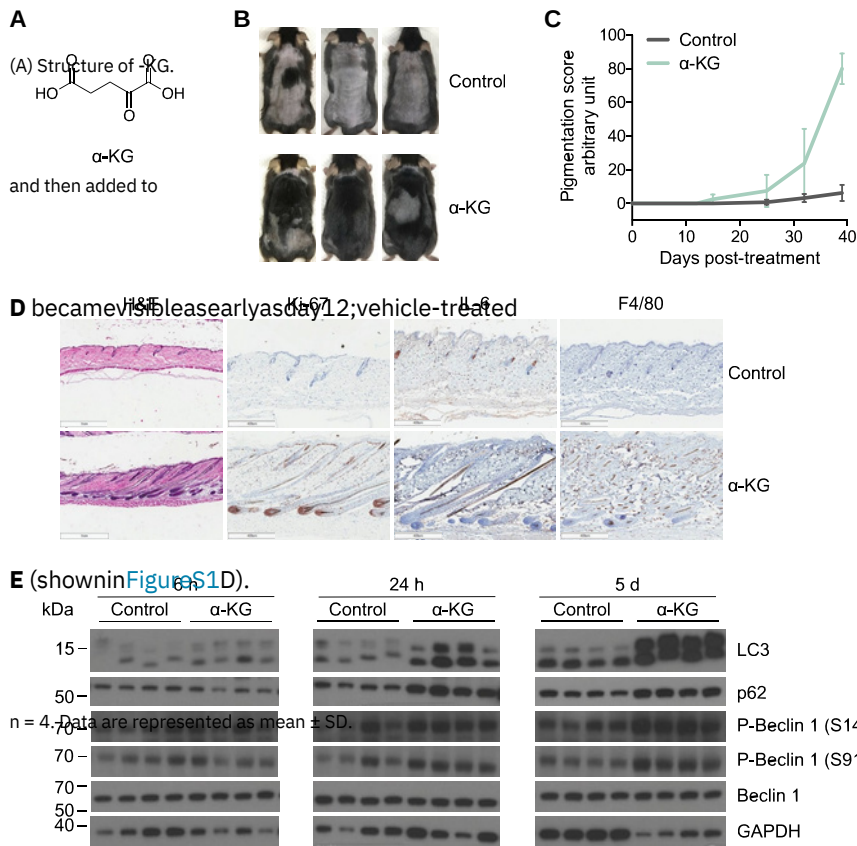 A
B
C
(A) Structure of -KG.
O
O
HO
OH
O
α-KG
and then added to
Control
α-KG
Pigmentation score
arbitrary unit
100
80
60
40
20
0
Control
α-KG
0 10 20 30 40
Days post-treatment
D becamevisibleasearlyasday12;vehicle-treated
H&E Ki-67 IL-6 F4/80
Control
α-KG
E (showninFigureS1D).
6 h 24 h 5 d
kDa Control α-KG Control α-KG Control α-KG
15 LC3
50 p62
n = 4. Data are represented as mean ± SD.
70 P-Beclin 1 (S14
70 P-Beclin 1 (S91
70
50 Beclin 1
40 GAPDH